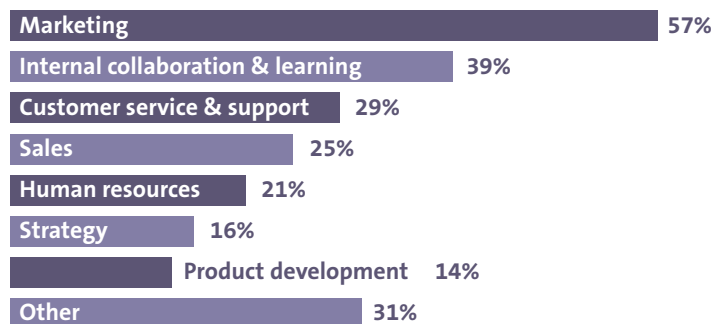 Marketing 57%
Internal collaboration & learning 39%
Customer service & support 29%
Sales 25%
Human resources 21%
Strategy 16%
Product development 14%
Other 31%